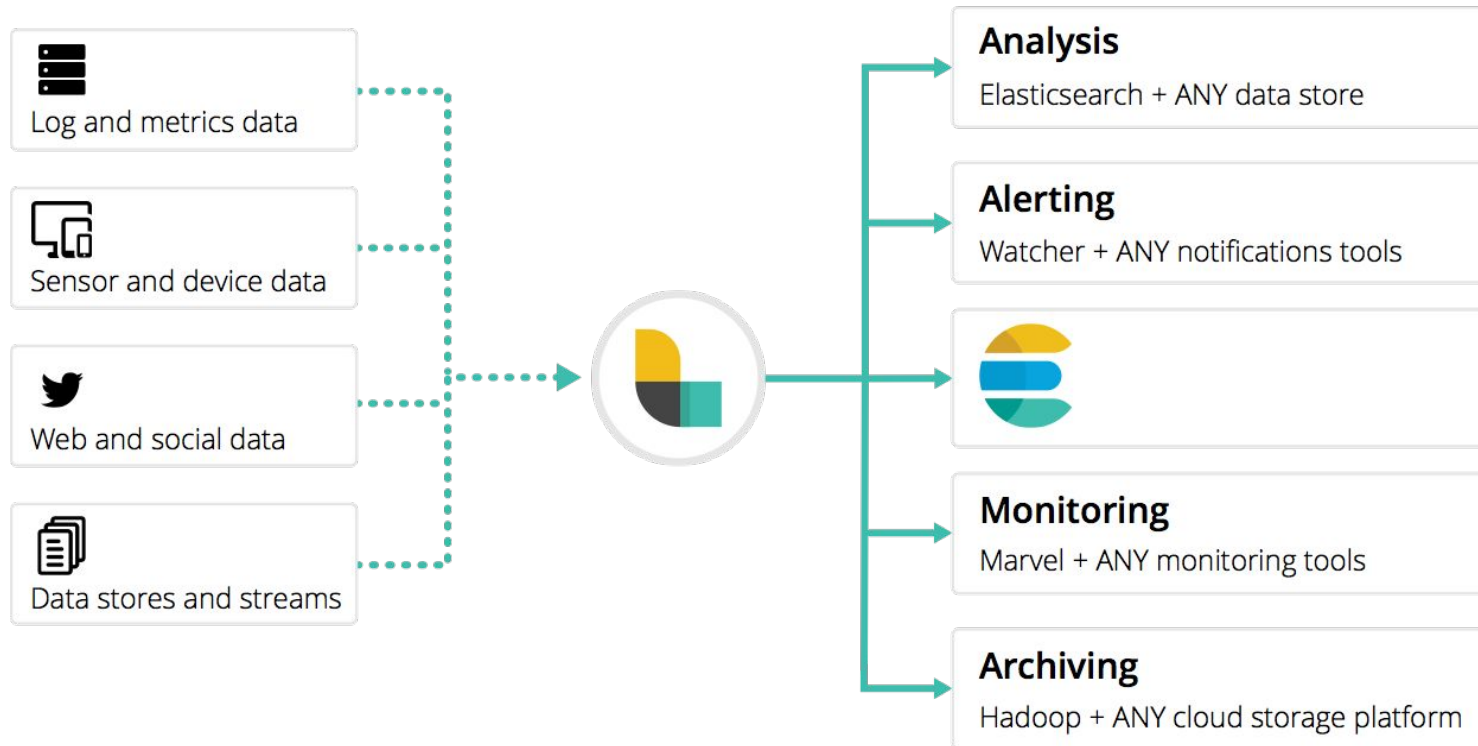 Log and metrics data
Sensor and device data
Web and social data
Data stores and streams
Analysis
Elasticsearch + ANY data store
Alerting
Watcher + ANY notifications tools
Monitoring
Marvel + ANY monitoring tools
Archiving
Hadoop + ANY cloud storage platform